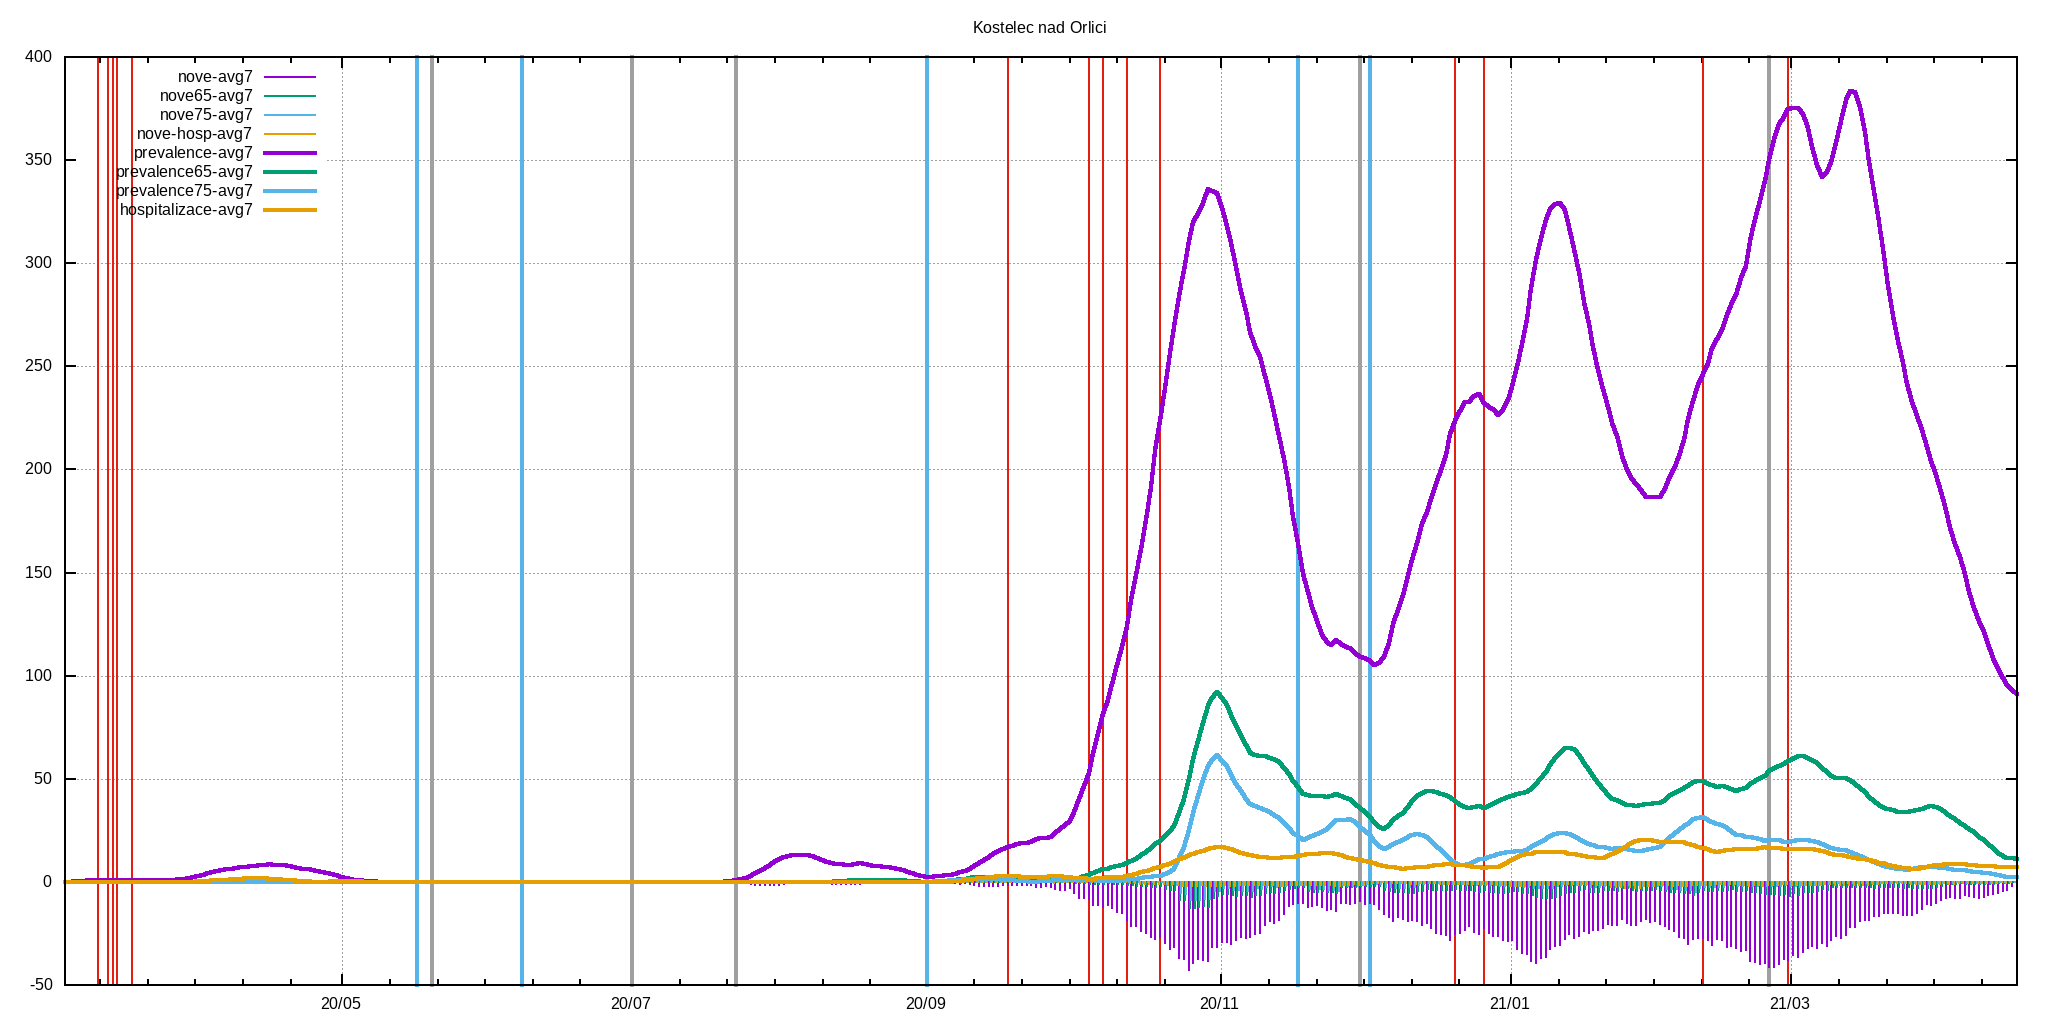 Kostelec nad Orlici
400
350
300
250
200
150
100
50
0
-50
nove-avg7
nove65-avg7
nove75-avg7
nove-hosp-avg7
prevalence-avg7
prevalence65-avg7
prevalence75-avg7
hospitalizace-avg7
20/05 20/07 20/09 20/11 21/01 21/03